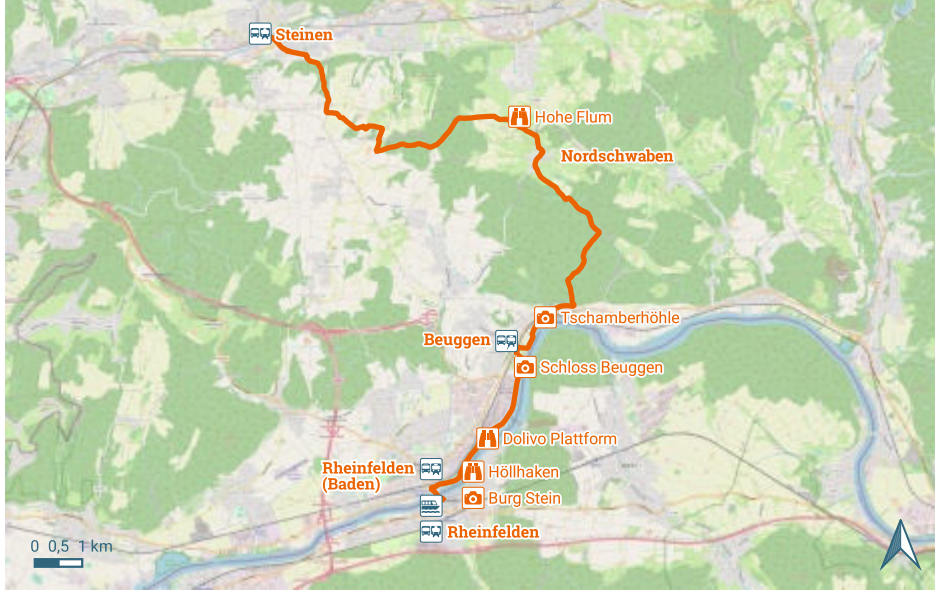 Steinen
Hohe Flum
Nordschwaben
Tschamberhöhle
Beuggen
Schloss Beuggen
Dolivo Plattform
Rheinfelden
(Baden)
Höllhaken
Burg Stein
Rheinfelden
0 0,5 1 km